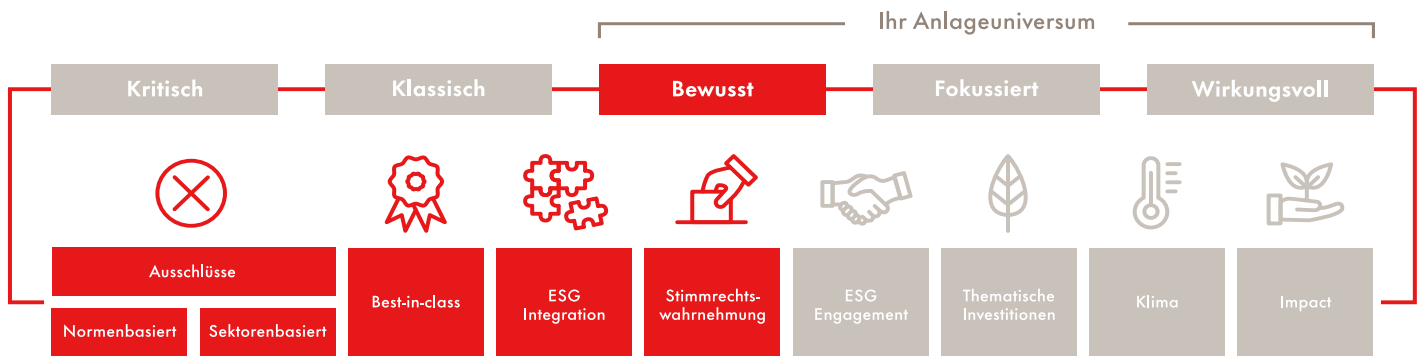 Ihr Anlageuniversum
Kritisch
Klassisch
Bewusst
Fokussiert
Wirkungsvoll
Ausschlüsse
Normenbasiert
Sektorenbasiert
Best-in-class
ESG
Integration
Stimmrechts-
wahrnehmung
ESG
Engagement
Thematische
Investitionen
Klima
Impact